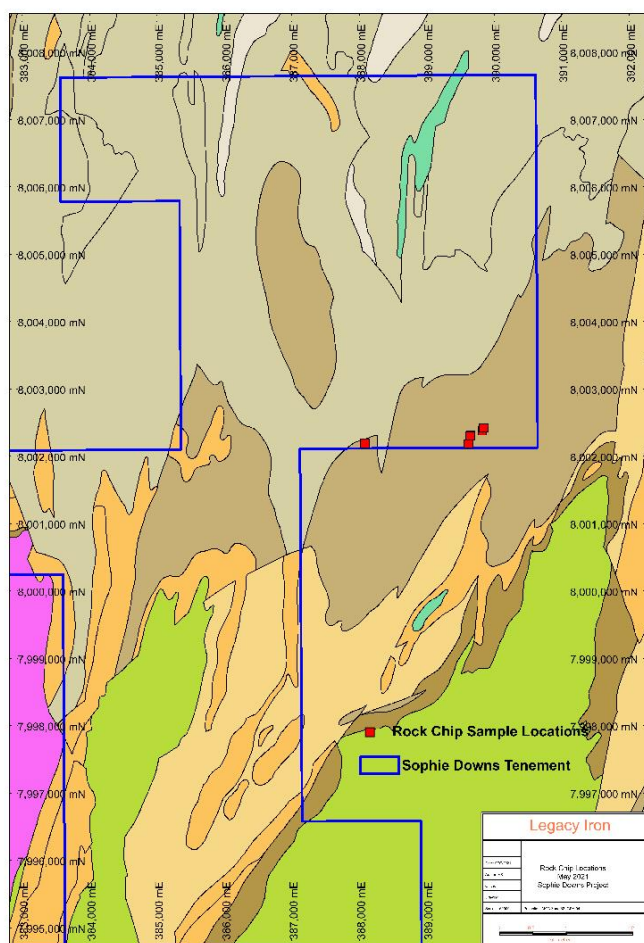 383,000 mE
384,000 mE
385,000 mE
386,000 mE
387,000 mE
388,000 mE
389,000 mE
390,000 mE
391,000 mE
392,000 mE
8,008,000 mN
8,008,000 mN
8,007,000 mN
8,007,000 mN
8,006,000 mN
8,006,000 mN
8,005,000 mN
8,005,000 mN
8,004,000 mN
8,004,000 mN
8,003,000 mN
8,003,000 mN
8,002,000 mN
8,002,000 mN
8,001,000 mN
8,001,000 mN
8,000,000 mN
8,000,000 mN
7,999,000 mN
7,999,000 mN
7,998,000 mN
7,998,000 mN
Rock Chip Sample Locations
Sophie Downs Tenement
7,997,000 mN
7,997,000 mN
7,996,000 mN
7,995,000 mN
383,000 mE
384,000 mE
385,000 mE
386,000 mE
387,000 mE
388,000 mE
389,000 mE
Legacy Iron
Rock Chip Locations
May 2021
Sophie Downs Project